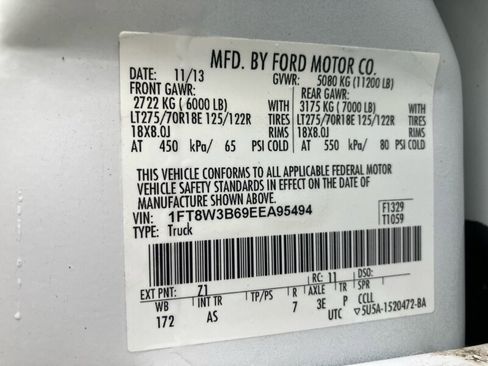 MFD. BY FORD MOTOR CO.
DATE: 11/13 GVWR: 5080 KG (11200 LB)
FRONT GAWR: REAR GAWR:
2722 KG ( 6000 LB) WITH 3175 KG ( 7000 LB) WITH
LT275/70R18E 125/122R TIRES LT275/70R18E 125/122R TIRES
18X8.0J RIMS 18X8.0J RIMS
AT 450 kPa/ 65 PSI COLD AT 550 kPa/ 80 PSI COLD
THIS VEHICLE CONFORMS TO ALL APPLICABLE FEDERAL MOTOR
VEHICLE SAFETY STANDARDS IN EFFECT ON THE DATE OF
MANUFACTURE SHOWN ABOVE.
VIN: 1FT8W3B69EEA95494 F1329
TYPE: Truck T1059
EXT PNT: Z1 RC: 11 DSO:
WB INT TR TP/PS R AXLE TR SPR
172 AS 7 3E P CCLL
UTC ▽5U5A-1520472-BA